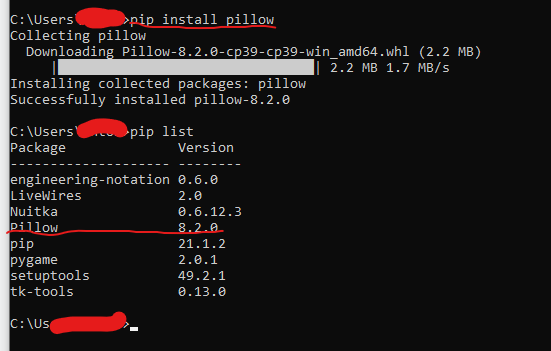 C:\Users\ >pip install pillow
Collecting pillow
  Downloading Pillow-8.2.0-cp39-cp39-win_amd64.whl (2.2 MB)
     |████████████████████████████████| 2.2 MB 1.7 MB/s
Installing collected packages: pillow
Successfully installed pillow-8.2.0
C:\Users\ >pip list
Package              Version
-------------------- --------
engineering-notation 0.6.0
LiveWires            2.0
Nuitka               0.6.12.3
Pillow               8.2.0
pip                  21.1.2
pygame               2.0.1
setuptools           49.2.1
tk-tools             0.13.0
C:\Us >